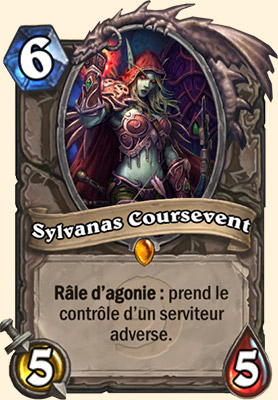 6
Sylvanas Coursevent
Râle d'agonie : prend le
contrôle d'un serviteur
adverse.
5 5